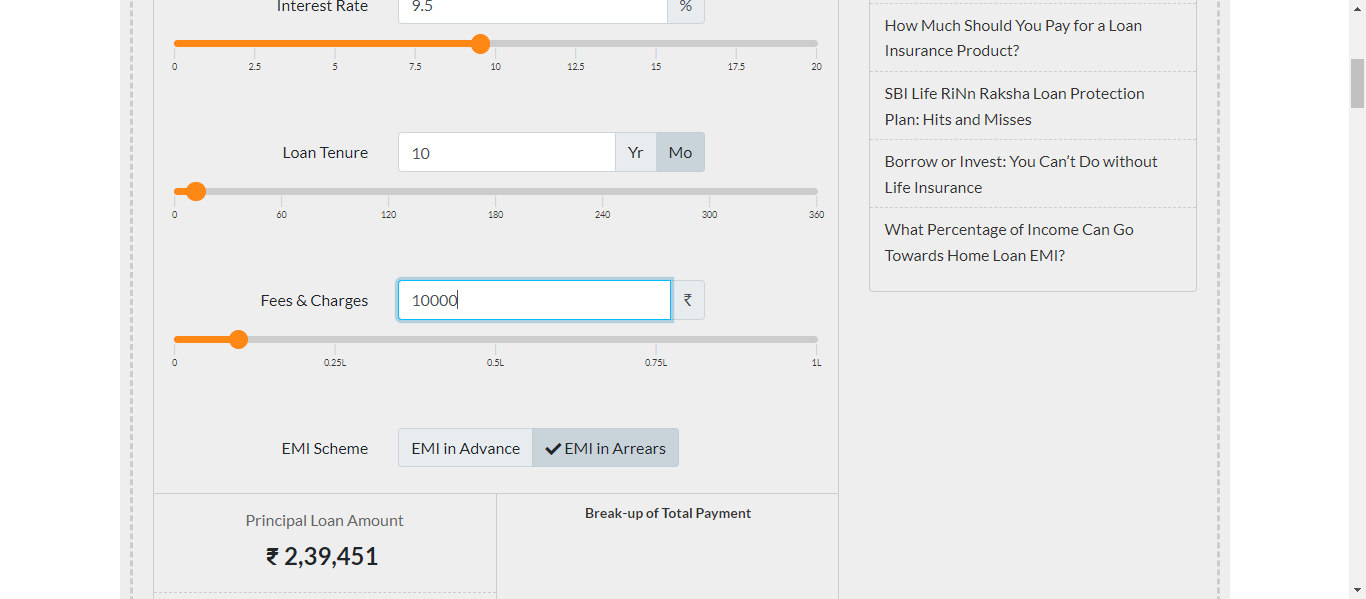 Interest Rate
9.5
%
0 2.5 5 7.5 10 12.5 15 17.5 20
Loan Tenure
10
Yr Mo
0 60 120 180 240 300 360
Fees & Charges
10000
₹
0 0.25L 0.5L 0.75L 1L
EMI Scheme
EMI in Advance
EMI in Arrears
Principal Loan Amount
₹ 2,39,451
Break-up of Total Payment
How Much Should You Pay for a Loan
Insurance Product?
SBI Life RiNn Raksha Loan Protection
Plan: Hits and Misses
Borrow or Invest: You Can’t Do without
Life Insurance
What Percentage of Income Can Go
Towards Home Loan EMI?